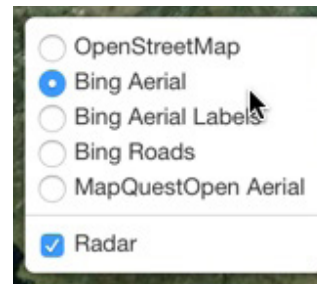 OpenStreetMap
Bing Aerial
Bing Aerial Labels
Bing Roads
MapQuestOpen Aerial
Radar